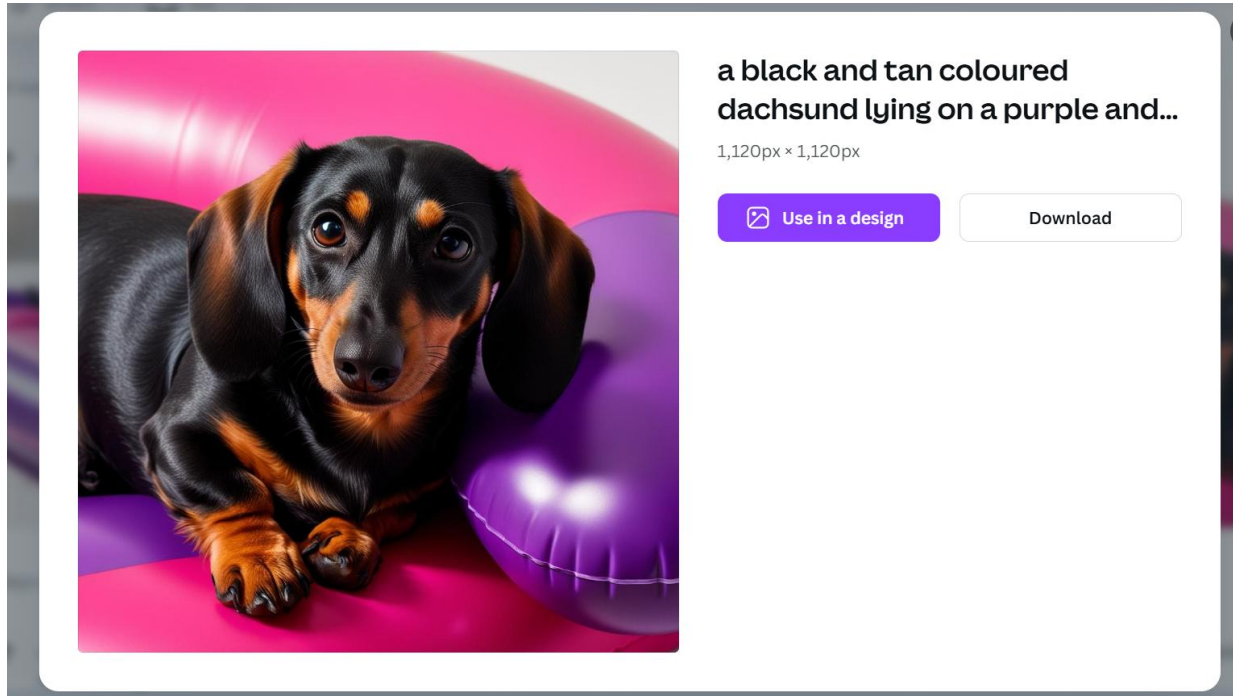 a black and tan coloured
dachsund lying on a purple and...
1,120px × 1,120px
Use in a design
Download